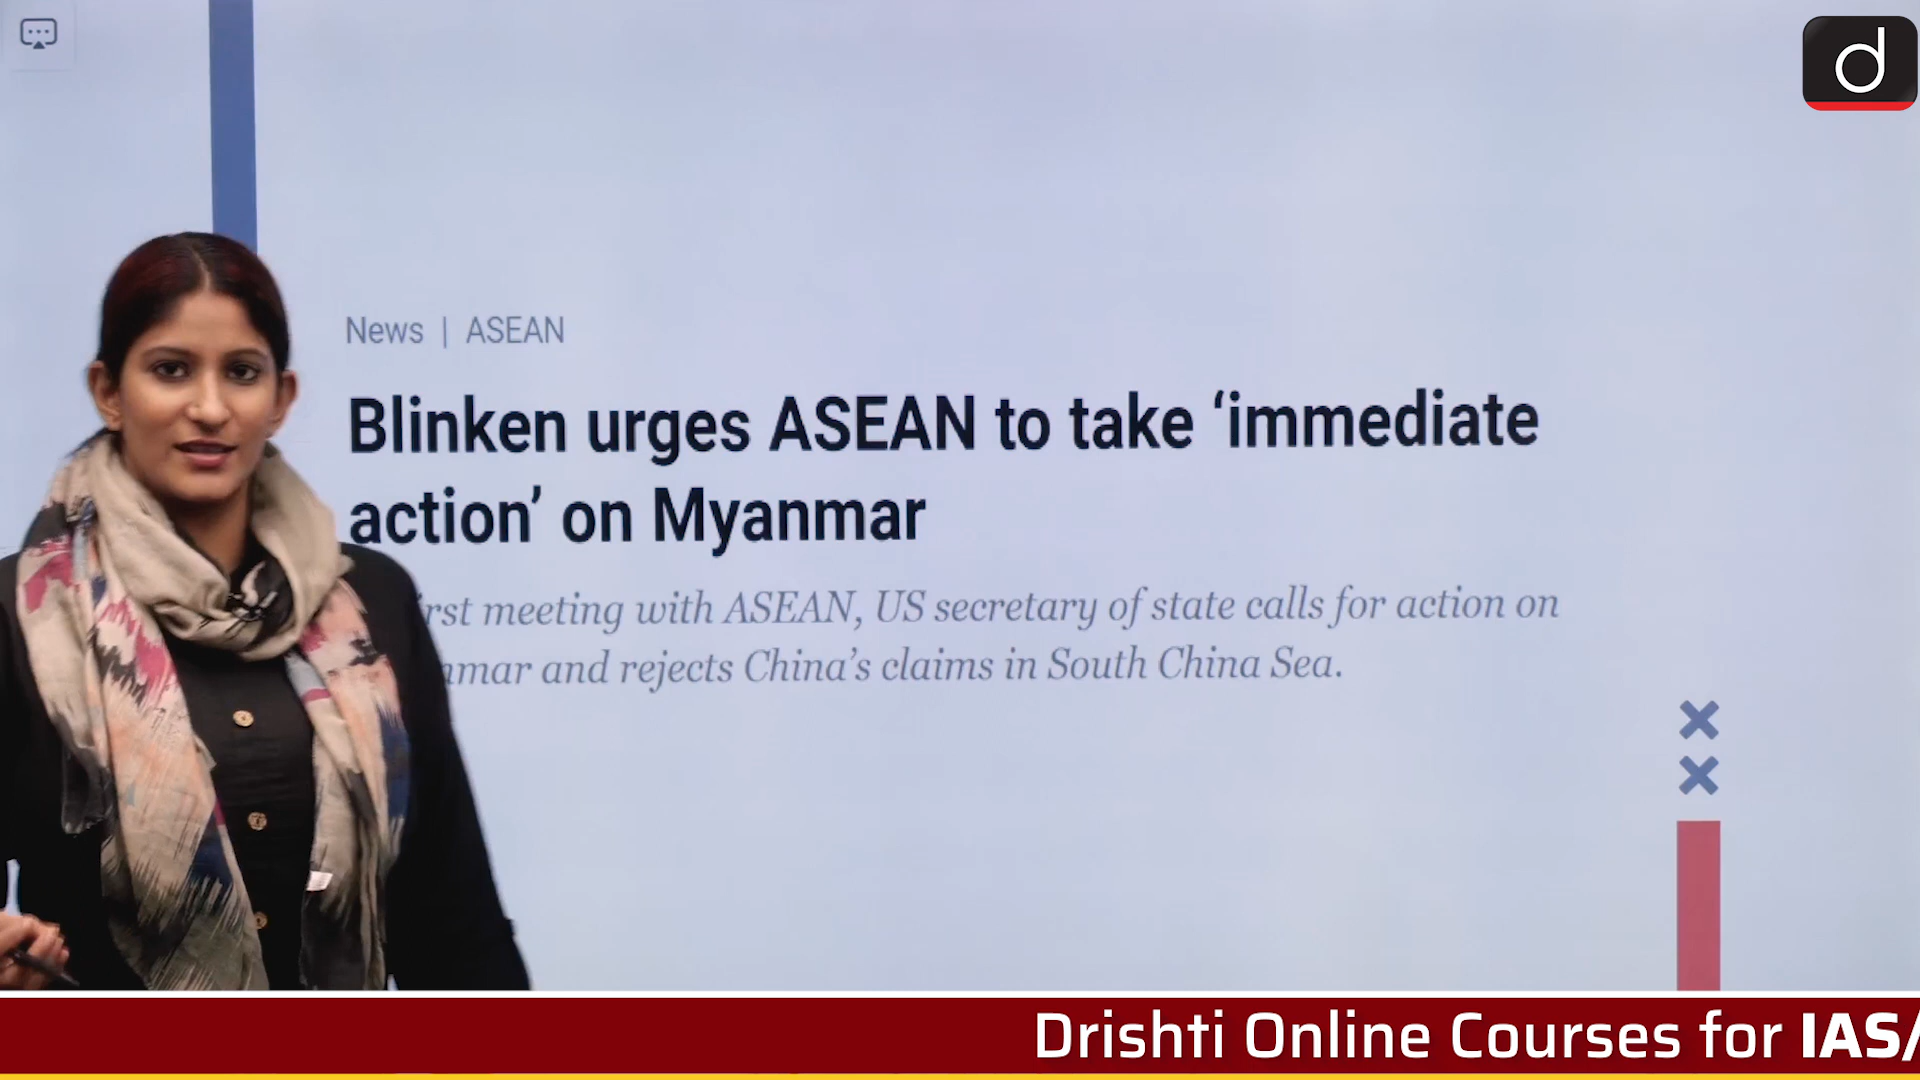 News | ASEAN
Blinken urges ASEAN to take ‘immediate
action’ on Myanmar
meeting with ASEAN, US secretary of state calls for action on
and rejects China’s claims in South China Sea.
Drishti Online Courses for IAS/